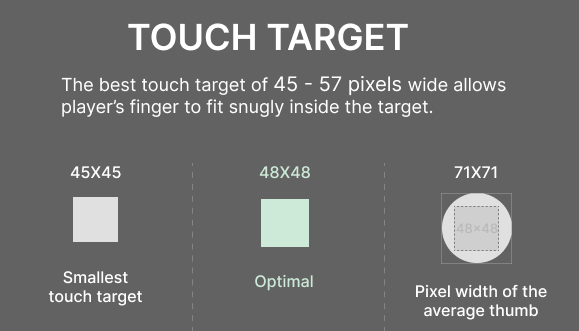 TOUCH TARGET
The best touch target of 45 - 57 pixels wide allows
player's finger to fit snugly inside the target.
45X45
48X48
71X71
48×48
Smallest
touch target
Optimal
Pixel width of the
average thumb